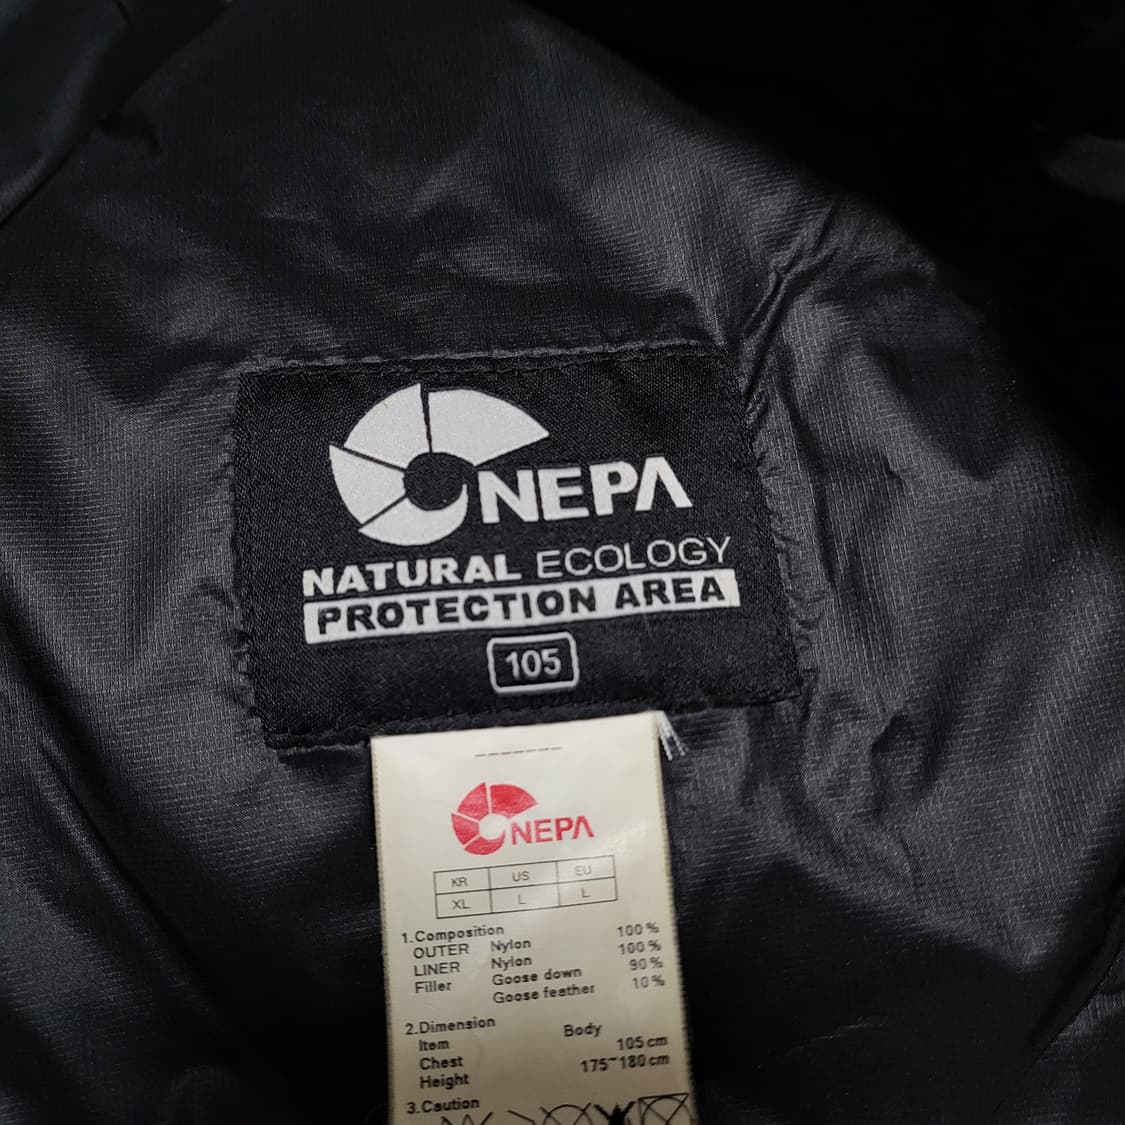 NEPA
NATURAL ECOLOGY
PROTECTION AREA
105
NEPA
KR US EU
XL L L
1.Composition
OUTER Nylon 100%
LINER Nylon 100%
Filler Goose down 90%
Goose feather 10%
2.Dimension
Item Body
Chest 105cm
Height 175~180cm
3.Caution